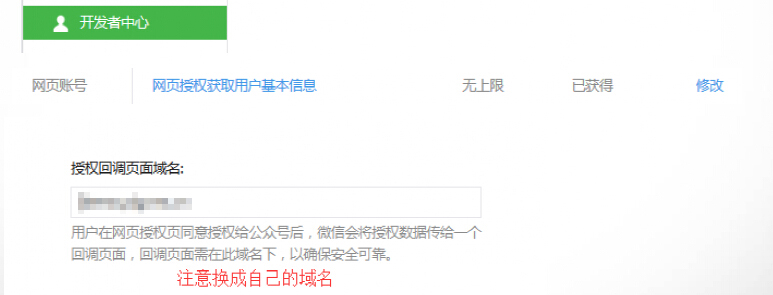 开发者中心
网页账号 网页授权获取用户基本信息 无上限 已获得 修改
授权回调页面域名:
用户在网页授权页同意授权给公众号后，微信会将授权数据传给一个
回调页面，回调页面需在此域名下，以确保安全可靠。
注意换成自己的域名